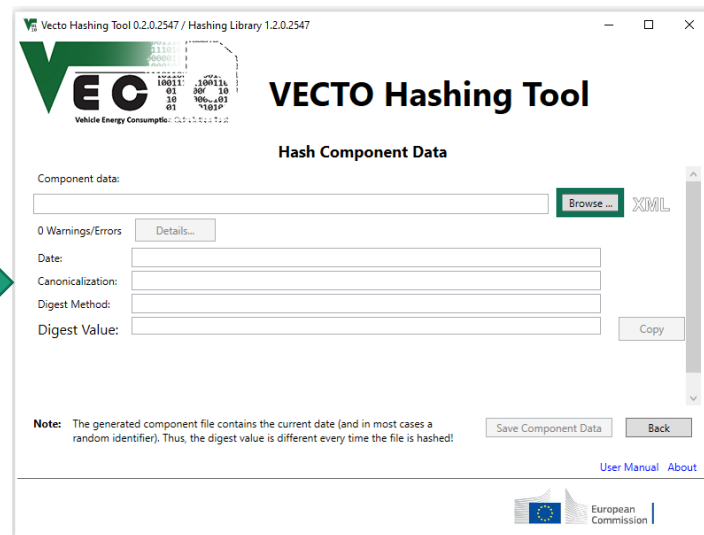 Vecto Hashing Tool 0.2.0.2547 / Hashing Library 1.2.0.2547
VECTO
Vehicle Energy Consumption Calculation Tool
VECTO Hashing Tool
Hash Component Data
Component data:
Browse ...
XML
0 Warnings/Errors
Details...
Date:
Canonicalization:
Digest Method:
Digest Value:
Copy
Note: The generated component file contains the current date (and in most cases a
random identifier). Thus, the digest value is different every time the file is hashed!
Save Component Data
Back
User Manual About
European
Commission